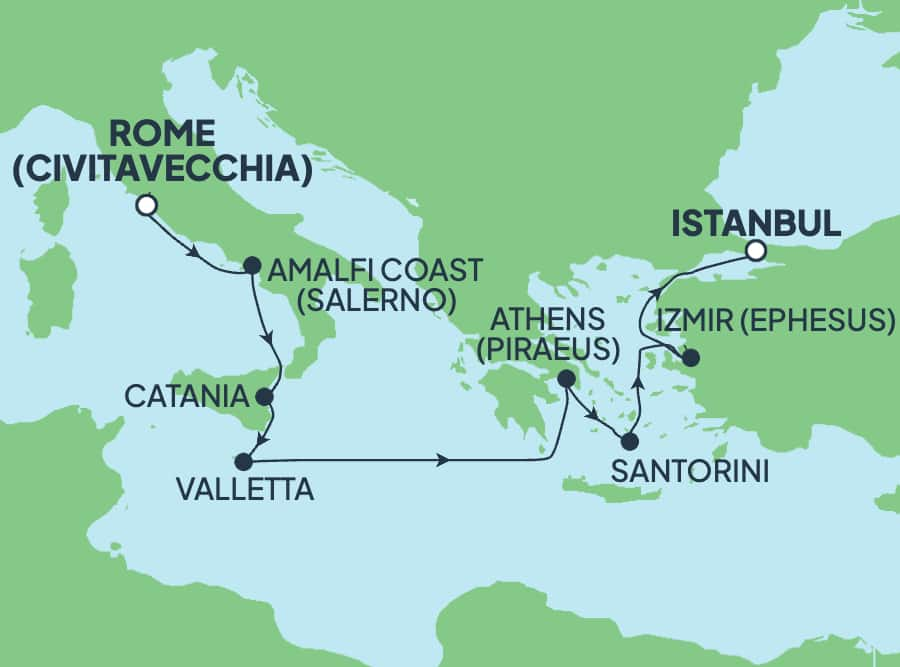 ROME
(CIVITAVECCHIA)
ISTANBUL
AMALFI COAST
(SALERNO)
ATHENS
(PIRAEUS)
IZMIR (EPHESUS)
CATANIA
SANTORINI
VALLETTA